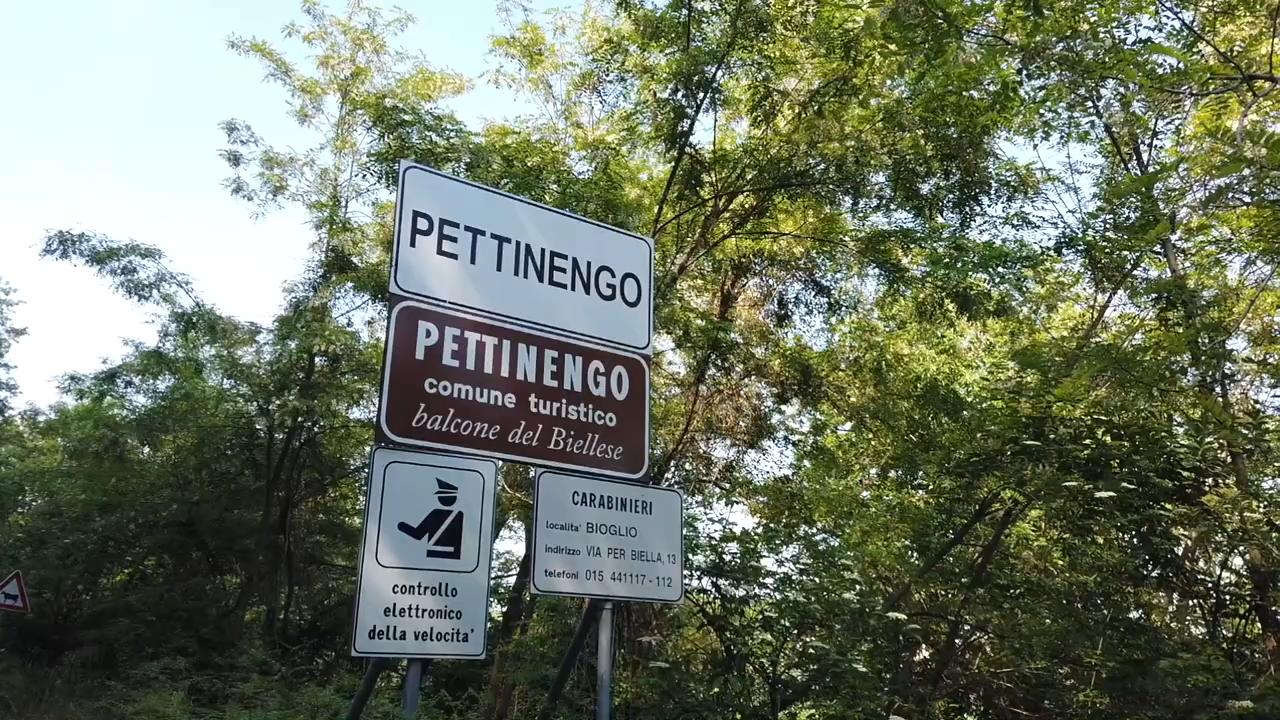 PETTINENGO
PETTINENGO
comune turistico
balcone del Biellese
controllo
elettronico
della velocita'
CARABINIERI
localita' BIOGLIO
indirizzo VIA PER BIELLA, 13
telefoni 015 441117 - 112